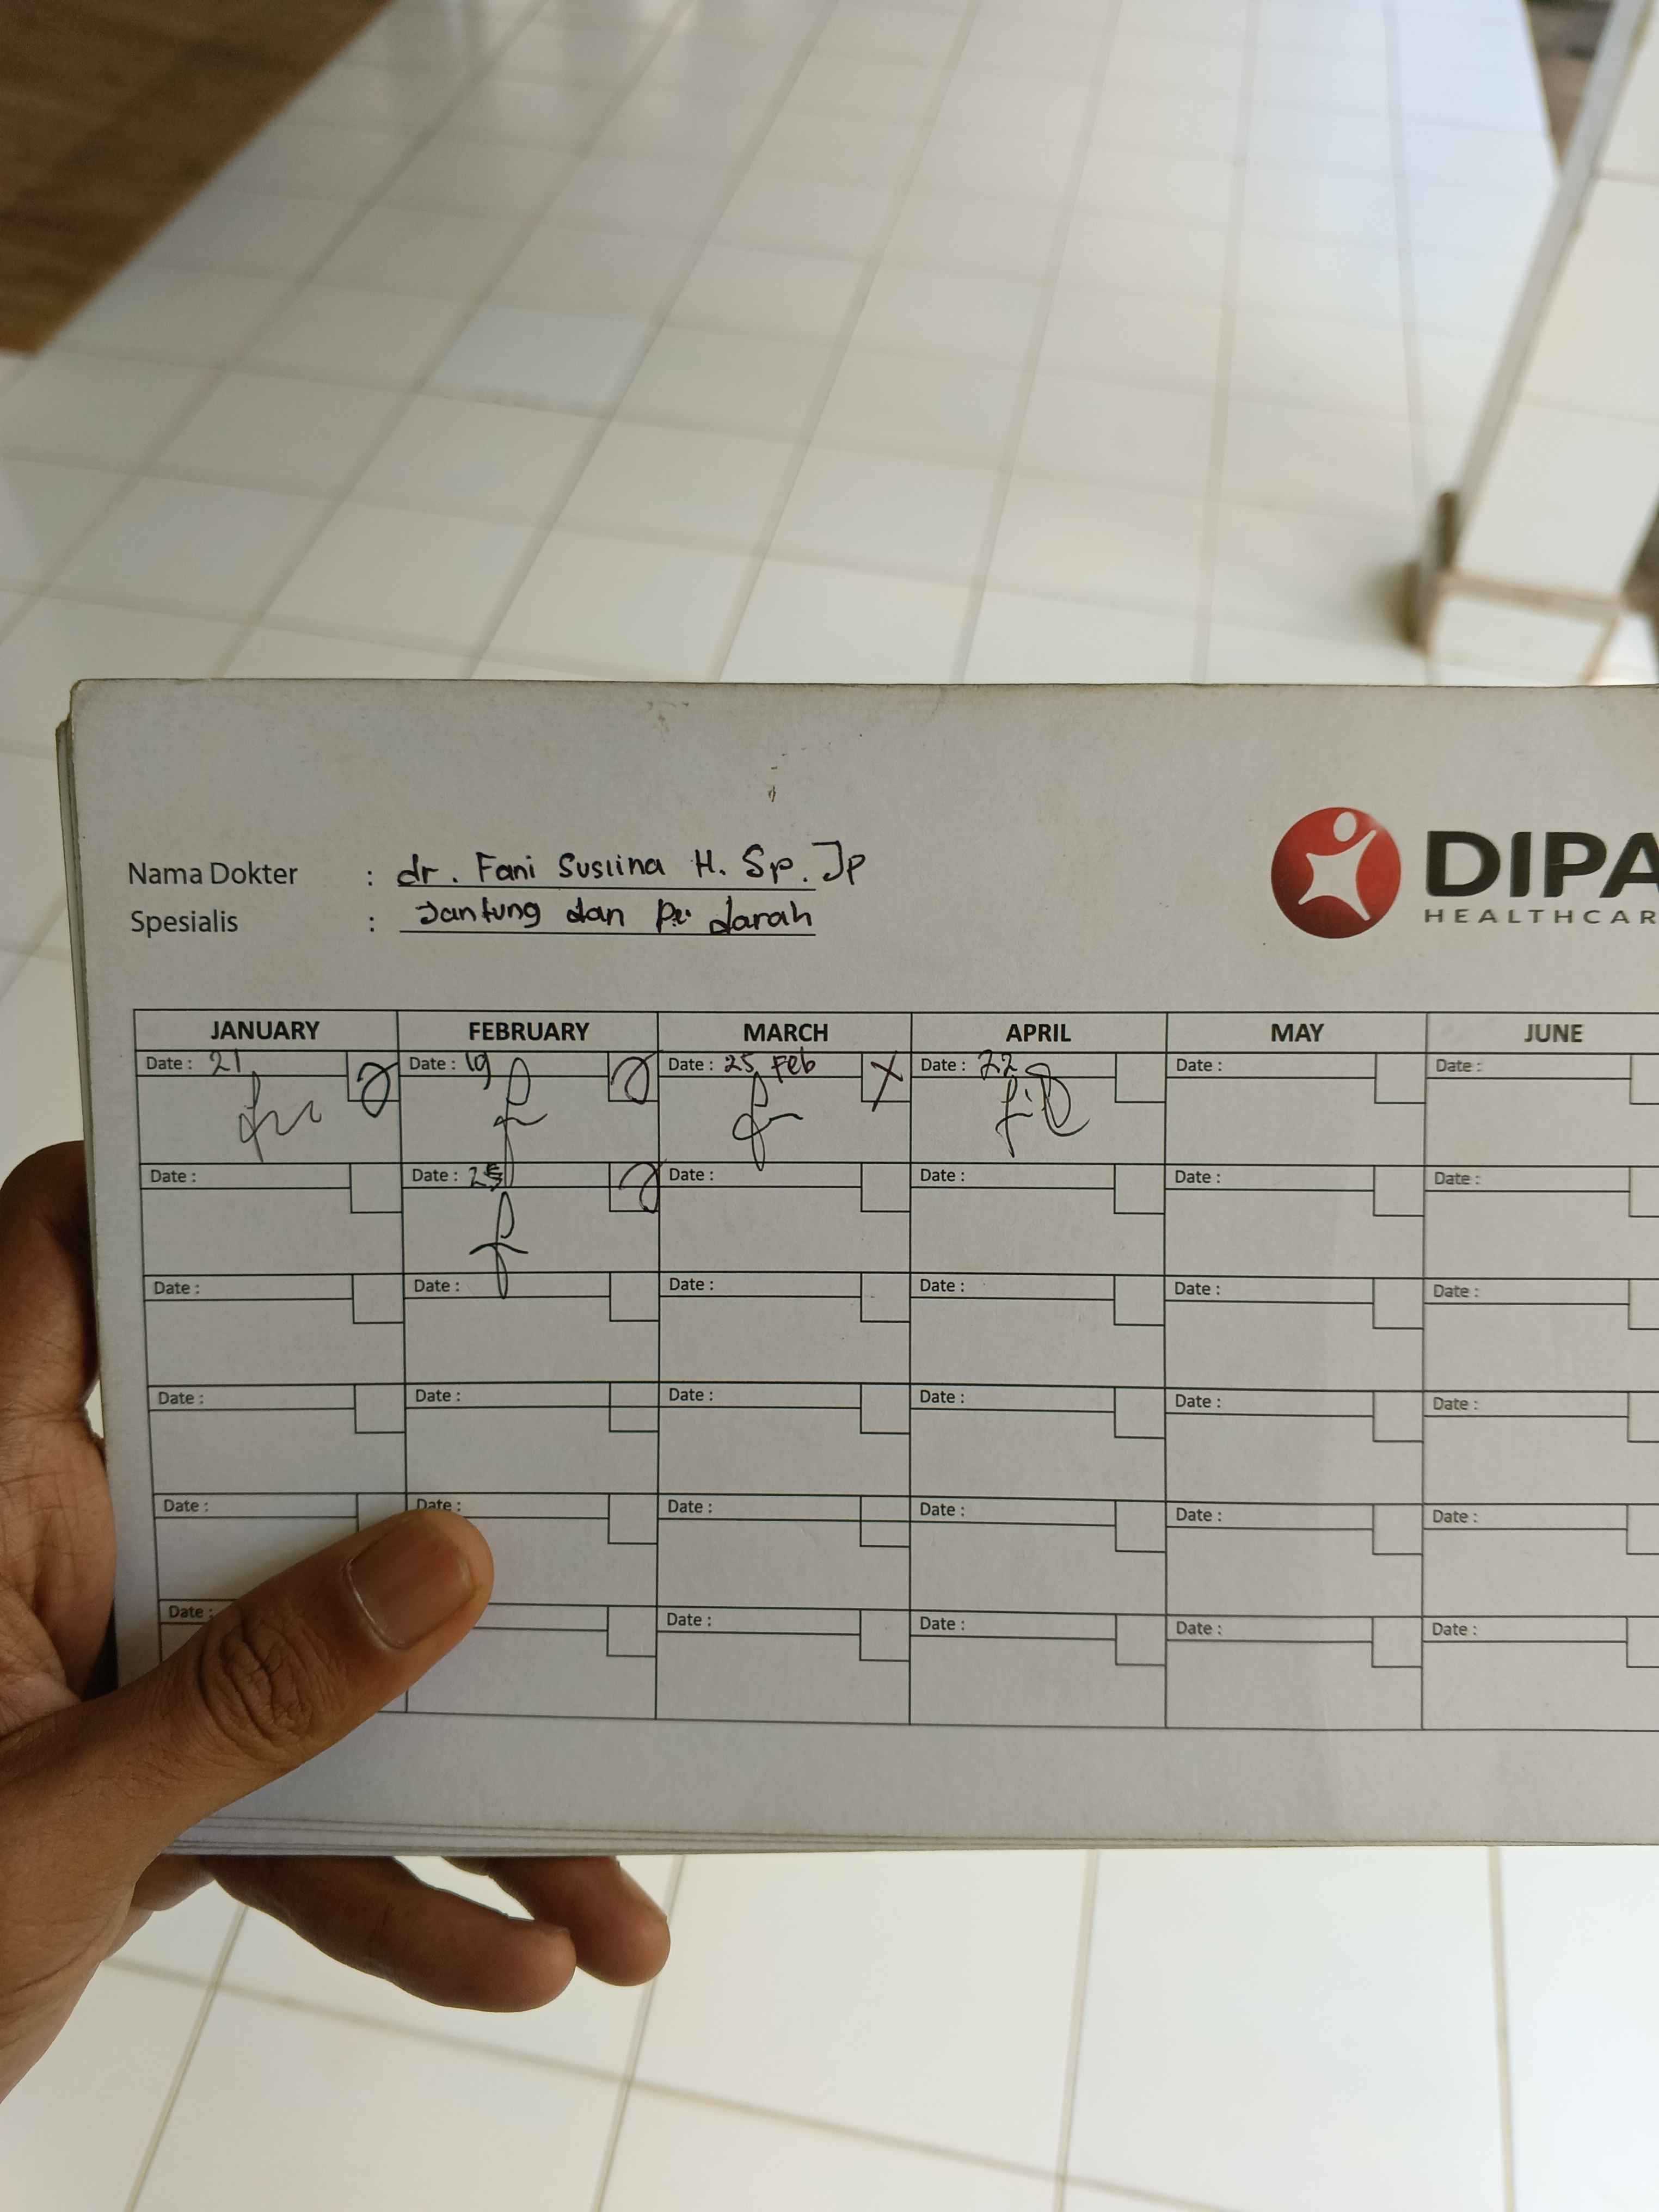 DIPA
HEALTHCAR
Nama Dokter : dr. Fani Suslina H. Sp. Jp
Spesialis : Jantung dan Pe. darah
JANUARY FEBRUARY MARCH APRIL MAY JUNE
Date : 21 Date : 19 Date : 25 Feb Date : 22 Date : Date :
Date : Date : 25 Date : Date : Date : Date :
Date : Date : Date : Date : Date : Date :
Date : Date : Date : Date : Date : Date :
Date : Date : Date : Date : Date : Date :
Date : Date : Date : Date : Date :